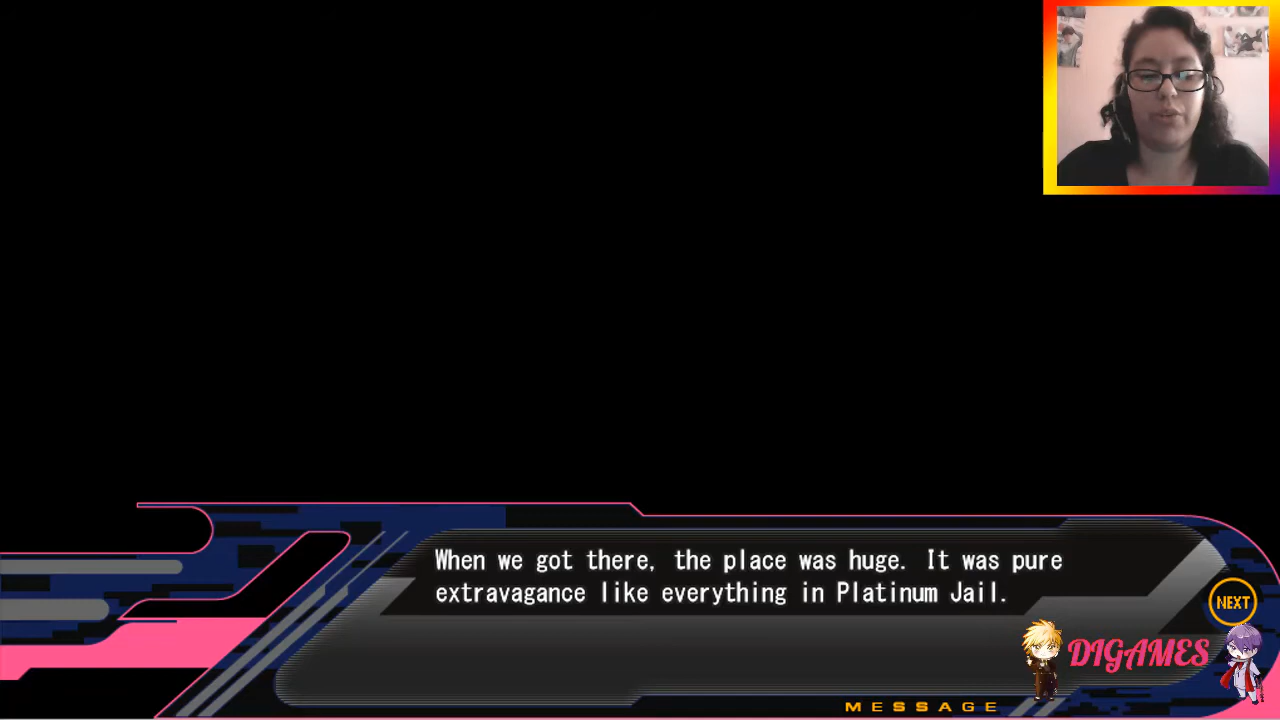 When we got there, the place was huge. It was pure
extravagance like everything in Platinum Jail.
NEXT
DIGAMES
MESSAGE